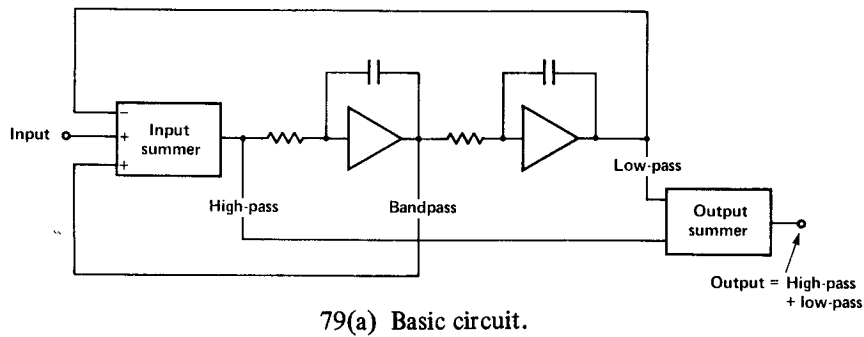 Input
−
+
+
Input
summer
High-pass
Bandpass
Low-pass
Output
summer
Output = High-pass
+ low-pass
79(a) Basic circuit.